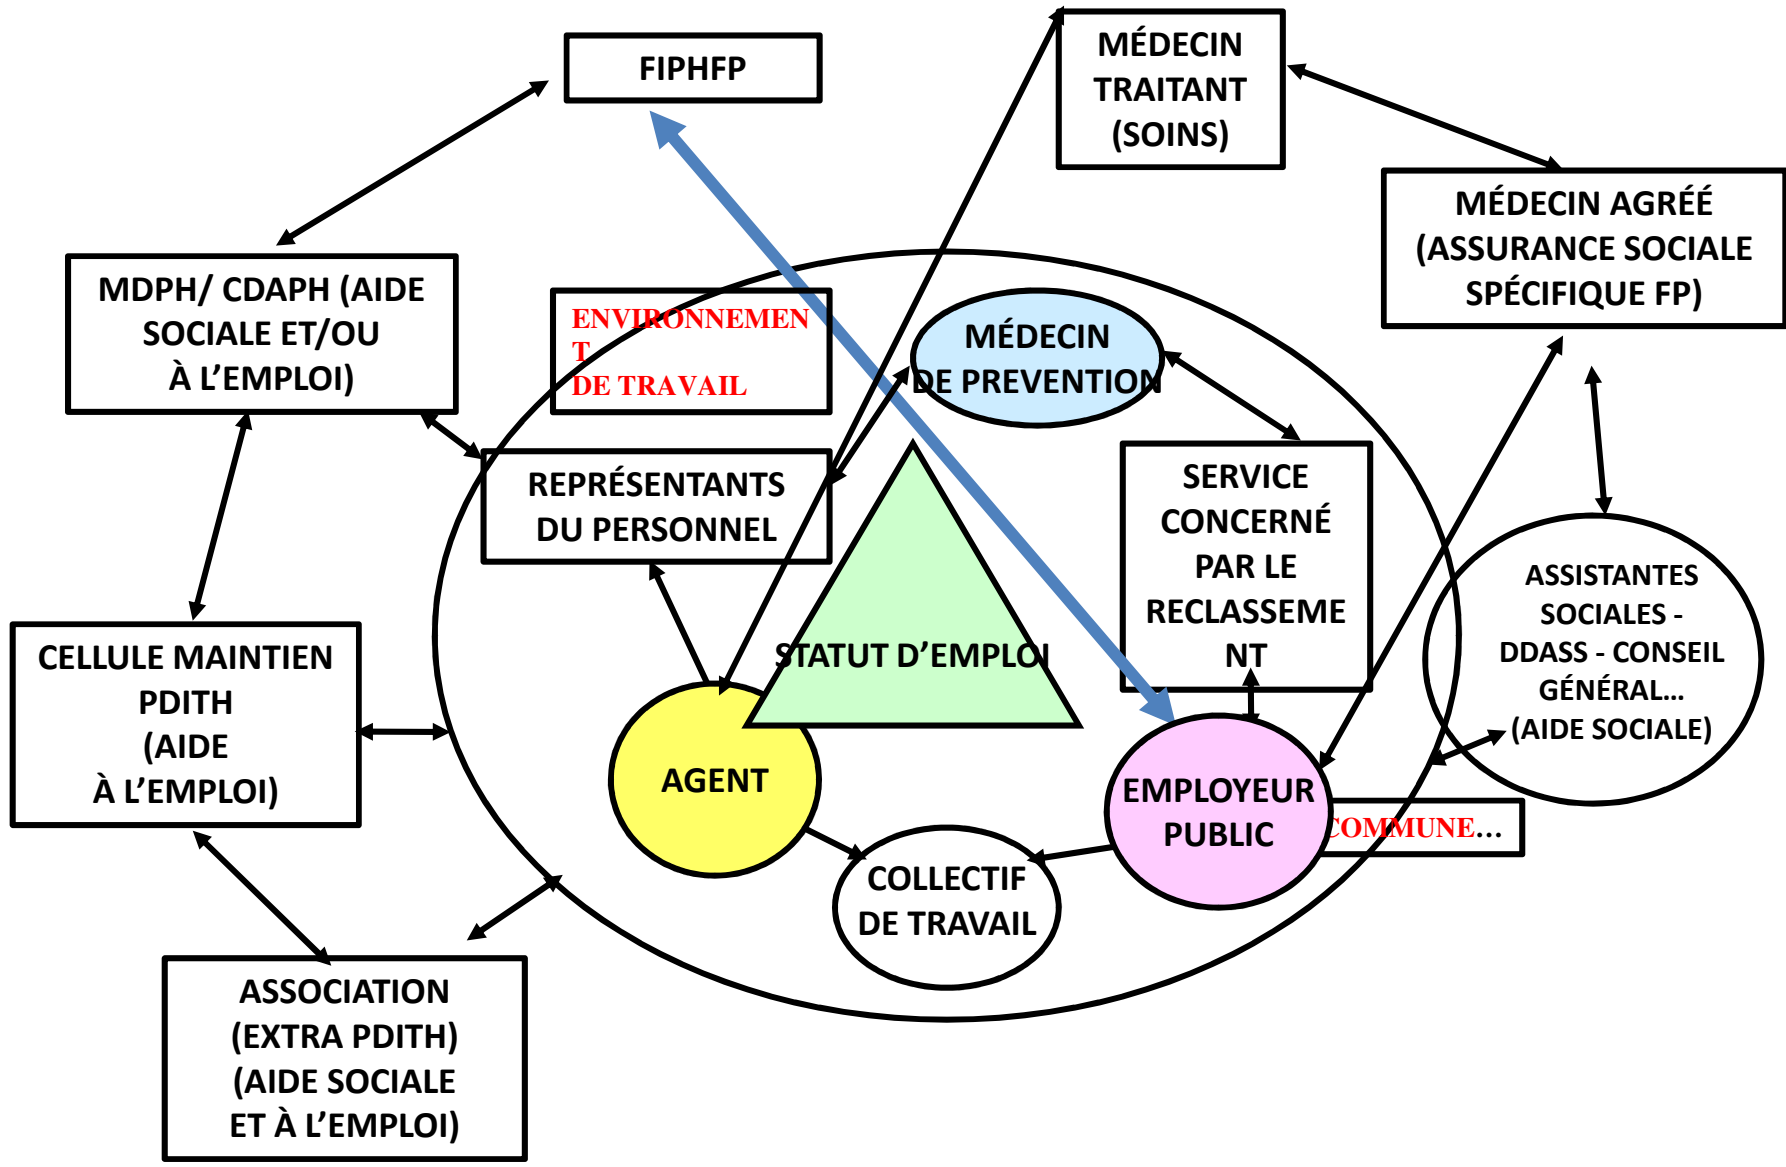 FIPHFP
MÉDECIN
TRAITANT
(SOINS)
MÉDECIN AGRÉÉ
(ASSURANCE SOCIALE
SPÉCIFIQUE FP)
MDPH/ CDAPH (AIDE
SOCIALE ET/OU
À L’EMPLOI)
ENVIRONNEMEN
T
DE TRAVAIL
MÉDECIN
DE PREVENTION
REPRÉSENTANTS
DU PERSONNEL
SERVICE
CONCERNÉ
PAR LE
RECLASSEME
NT
STATUT D’EMPLOI
ASSISTANTES
SOCIALES -
DDASS - CONSEIL
GÉNÉRAL...
(AIDE SOCIALE)
CELLULE MAINTIEN
PDITH
(AIDE
À L’EMPLOI)
AGENT
EMPLOYEUR
PUBLIC
COMMUNE...
COLLECTIF
DE TRAVAIL
ASSOCIATION
(EXTRA PDITH)
(AIDE SOCIALE
ET À L’EMPLOI)